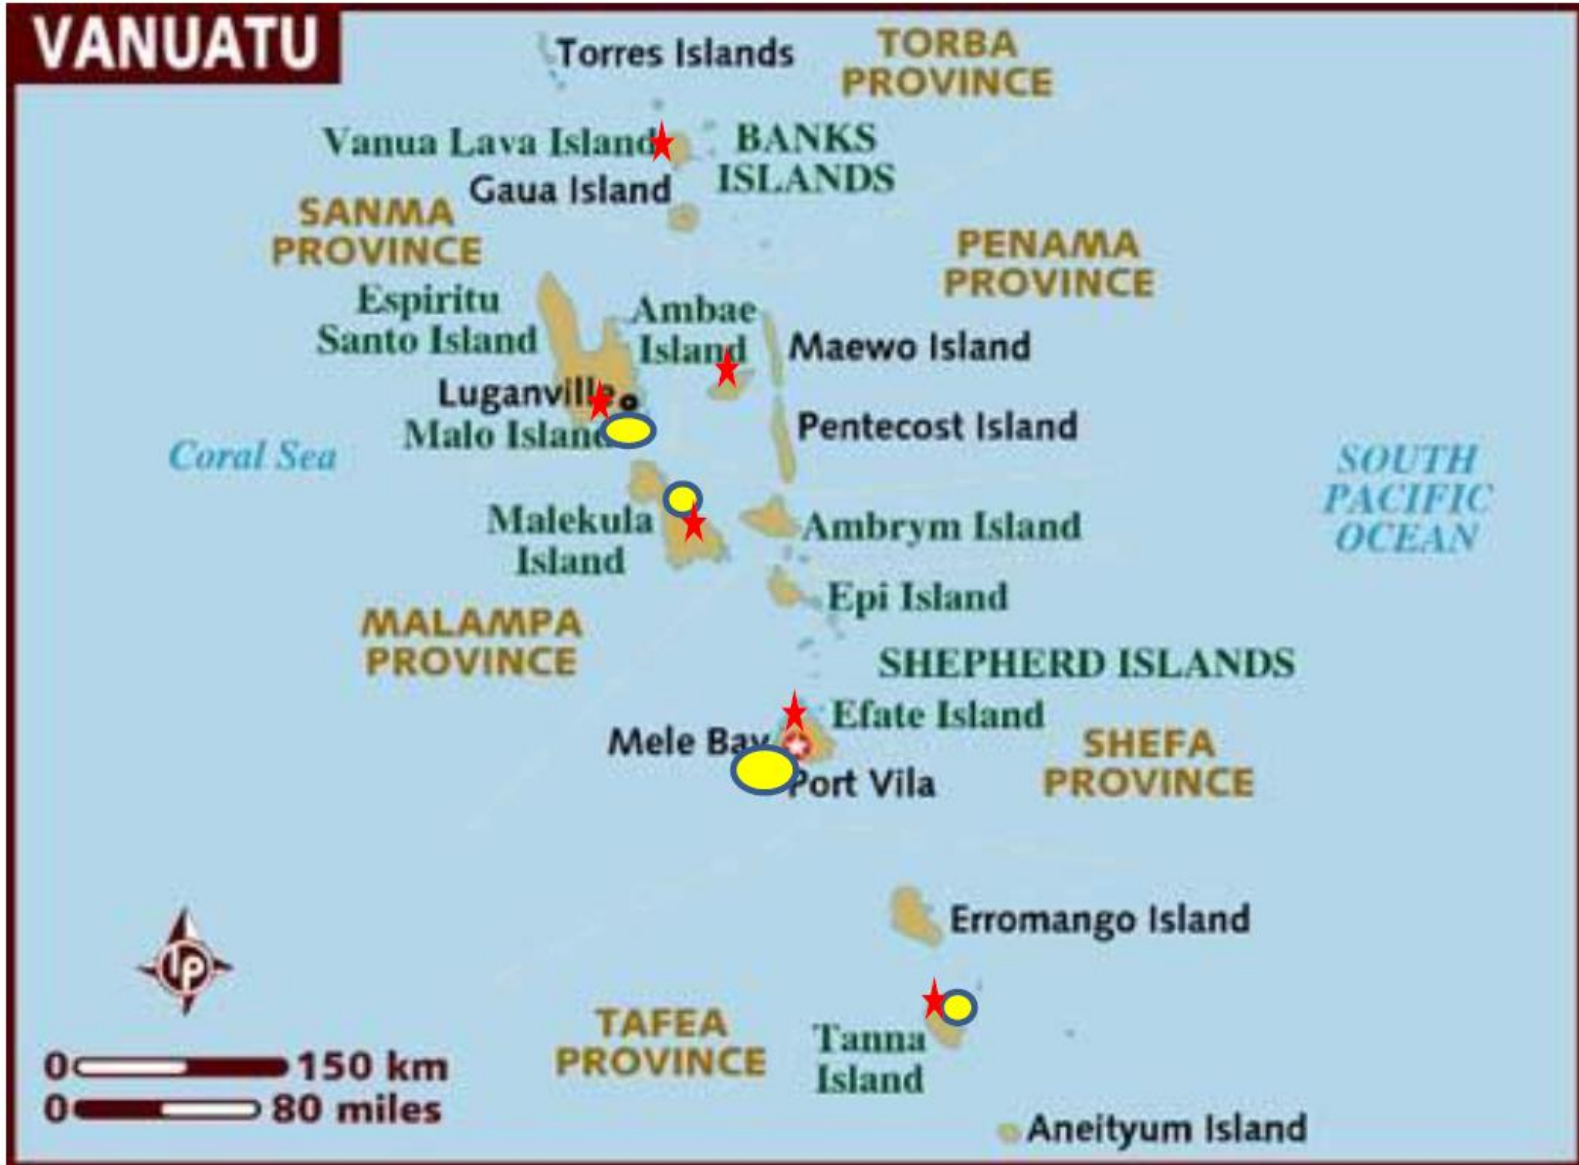 VANUATU
Torres Islands
TORBA
PROVINCE
Vanua Lava Island
BANKS
ISLANDS
Gaua Island
SANMA
PROVINCE
PENAMA
PROVINCE
Espiritu
Santo Island
Ambae
Island
Maewo Island
Luganville
Malo Island
Pentecost Island
Coral Sea
SOUTH
PACIFIC
OCEAN
Malekula
Island
Ambrym Island
Epi Island
MALAMPA
PROVINCE
SHEPHERD ISLANDS
Efate Island
Mele Bay
SHEFA
PROVINCE
Port Vila
Erromango Island
LP
TAFEA
PROVINCE
Tanna
Island
0 150 km
0 80 miles
Aneityum Island